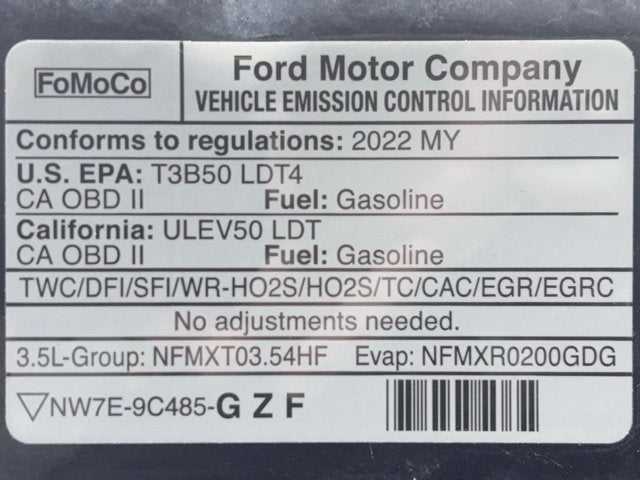 FoMoCo
Ford Motor Company
VEHICLE EMISSION CONTROL INFORMATION
Conforms to regulations: 2022 MY
U.S. EPA: T3B50 LDT4
CA OBD II Fuel: Gasoline
California: ULEV50 LDT
CA OBD II Fuel: Gasoline
TWC/DFI/SFI/WR-HO2S/HO2S/TC/CAC/EGR/EGRC
No adjustments needed.
3.5L-Group: NFMXT03.54HF Evap: NFMXR0200GDG
▽NW7E-9C485-G Z F